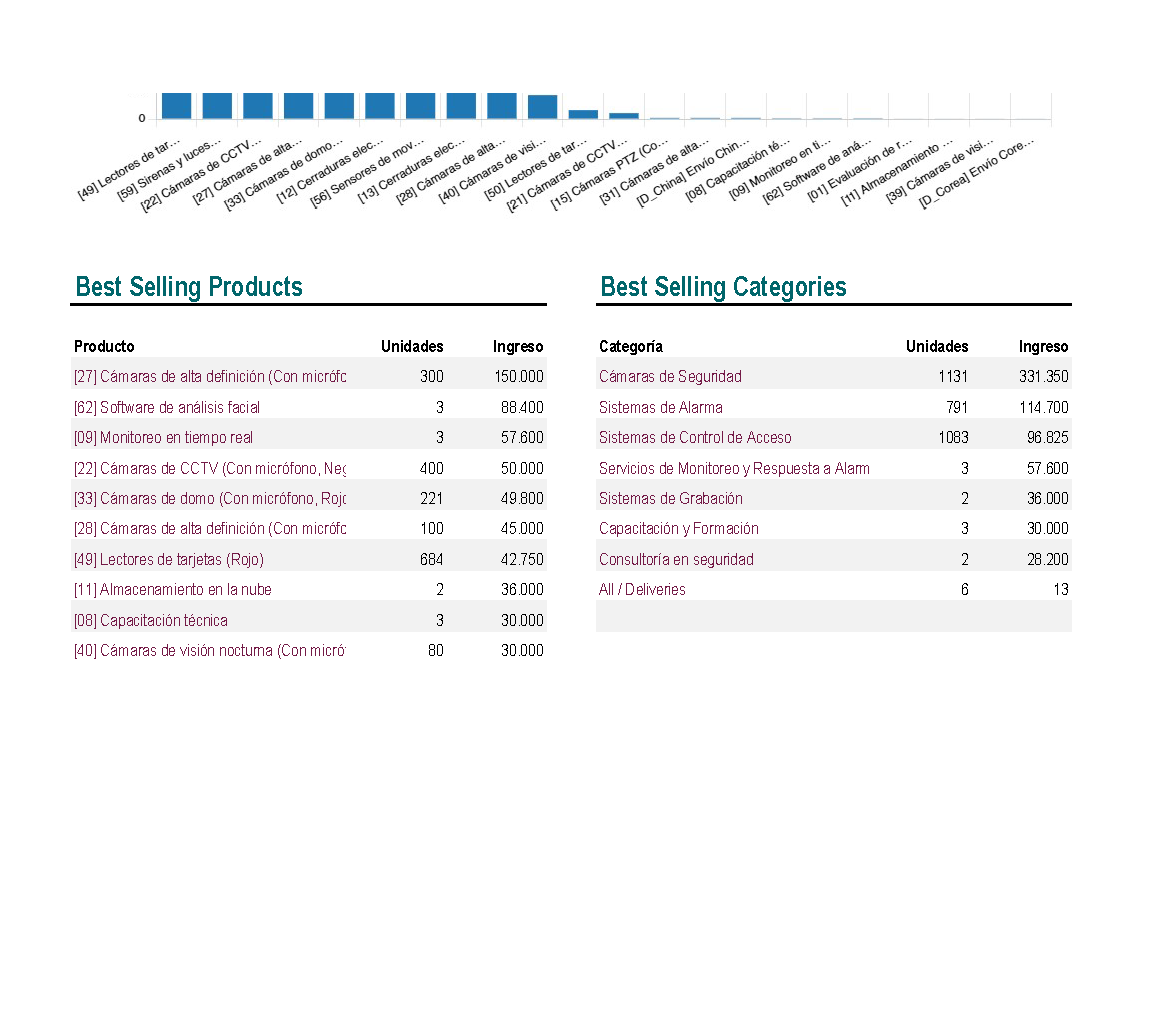 0
[49] Lectores de tar…
[59] Sirenas y luces…
[22] Cámaras de CCTV…
[27] Cámaras de alta…
[33] Cámaras de domo…
[12] Cerraduras elec…
[56] Sensores de mov…
[13] Cerraduras elec…
[28] Cámaras de alta…
[40] Cámaras de visi…
[50] Lectores de tar…
[21] Cámaras de CCTV…
[15] Cámaras PTZ (Co…
[31] Cámaras de alta…
[D_China] Envío Chin…
[08] Capacitación té…
[09] Monitoreo en ti…
[62] Software de aná…
[01] Evaluación de r…
[11] Almacenamiento …
[39] Cámaras de visi…
[D_Corea] Envío Core…
Best Selling Products
Producto Unidades Ingreso
[27] Cámaras de alta definición (Con micrófo 300 150.000
[62] Software de análisis facial 3 88.400
[09] Monitoreo en tiempo real 3 57.600
[22] Cámaras de CCTV (Con micrófono, Neg 400 50.000
[33] Cámaras de domo (Con micrófono, Rojo 221 49.800
[28] Cámaras de alta definición (Con micrófo 100 45.000
[49] Lectores de tarjetas (Rojo) 684 42.750
[11] Almacenamiento en la nube 2 36.000
[08] Capacitación técnica 3 30.000
[40] Cámaras de visión nocturna (Con micró 80 30.000
Best Selling Categories
Categoría Unidades Ingreso
Cámaras de Seguridad 1131 331.350
Sistemas de Alarma 791 114.700
Sistemas de Control de Acceso 1083 96.825
Servicios de Monitoreo y Respuesta a Alarm 3 57.600
Sistemas de Grabación 2 36.000
Capacitación y Formación 3 30.000
Consultoría en seguridad 2 28.200
All / Deliveries 6 13